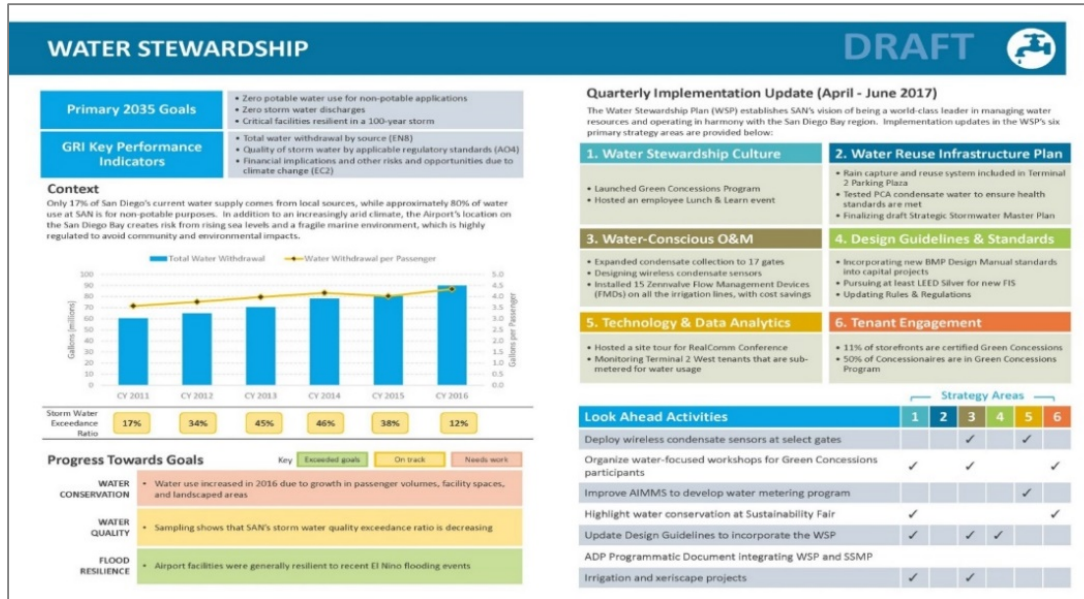 WATER STEWARDSHIP
DRAFT
Primary 2035 Goals
• Zero potable water use for non-potable applications
• Zero storm water discharges
• Critical facilities resilient in a 100-year storm
GRI Key Performance
Indicators
• Total water withdrawal by source (EN8)
• Quality of storm water by applicable regulatory standards (AO4)
• Financial implications and other risks and opportunities due to
climate change (EC2)
Context
Only 17% of San Diego's current water supply comes from local sources, while approximately 80% of water
use at SAN is for non-potable purposes. In addition to an increasingly arid climate, the Airport's location on
the San Diego Bay creates risk from rising sea levels and a fragile marine environment, which is highly
regulated to avoid community and environmental impacts.
Total Water Withdrawal
Water Withdrawal per Passenger
Gallons (millions)
100
90
80
70
60
50
40
30
20
10
0
5.0
4.5
4.0
3.5
3.0
2.5
2.0
1.5
1.0
0.5
0.0
Gallons per Passenger
CY 2011 CY 2012 CY 2013 CY 2014 CY 2015 CY 2016
Storm Water
Exceedance
Ratio
17% 34% 45% 46% 38% 12%
Progress Towards Goals
Key Exceeded goals On track Needs work
WATER
CONSERVATION
• Water use increased in 2016 due to growth in passenger volumes, facility spaces,
and landscaped areas
WATER
QUALITY
• Sampling shows that SAN's storm water quality exceedance ratio is decreasing
FLOOD
RESILIENCE
• Airport facilities were generally resilient to recent El Nino flooding events
Quarterly Implementation Update (April - June 2017)
The Water Stewardship Plan (WSP) establishes SAN's vision of being a world-class leader in managing water
resources and operating in harmony with the San Diego Bay region. Implementation updates in the WSP's six
primary strategy areas are provided below:
1. Water Stewardship Culture
• Launched Green Concessions Program
• Hosted an employee Lunch & Learn event
2. Water Reuse Infrastructure Plan
• Rain capture and reuse system included in Terminal
2 Parking Plaza
• Tested PCA condensate water to ensure health
standards are met
• Finalizing draft Strategic Stormwater Master Plan
3. Water-Conscious O&M
• Expanded condensate collection to 17 gates
• Designing wireless condensate sensors
• Installed 15 Zennvalve Flow Management Devices
(FMDs) on all the irrigation lines, with cost savings
4. Design Guidelines & Standards
• Incorporating new BMP Design Manual standards
into capital projects
• Pursuing at least LEED Silver for new FIS
• Updating Rules & Regulations
5. Technology & Data Analytics
• Hosted a site tour for RealComm Conference
• Monitoring Terminal 2 West tenants that are sub-
metered for water usage
6. Tenant Engagement
• 11% of storefronts are certified Green Concessions
• 50% of Concessionaires are in Green Concessions
Program
Strategy Areas
Look Ahead Activities 1 2 3 4 5 6
Deploy wireless condensate sensors at select gates ✓ ✓
Organize water-focused workshops for Green Concessions
participants ✓ ✓ ✓
Improve AIMMS to develop water metering program ✓
Highlight water conservation at Sustainability Fair ✓ ✓
Update Design Guidelines to incorporate the WSP ✓ ✓ ✓
ADP Programmatic Document integrating WSP and SSMP
Irrigation and xeriscape projects ✓ ✓